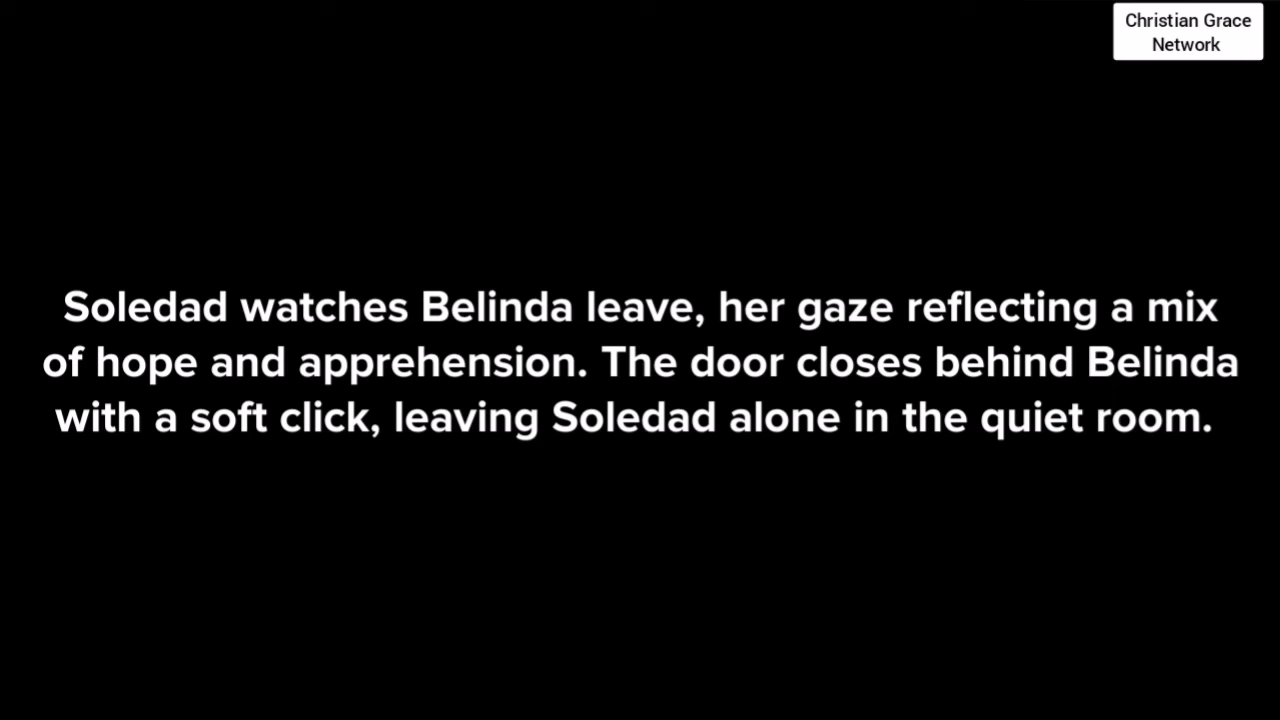 Christian Grace
Network
Soledad watches Belinda leave, her gaze reflecting a mix
of hope and apprehension. The door closes behind Belinda
with a soft click, leaving Soledad alone in the quiet room.